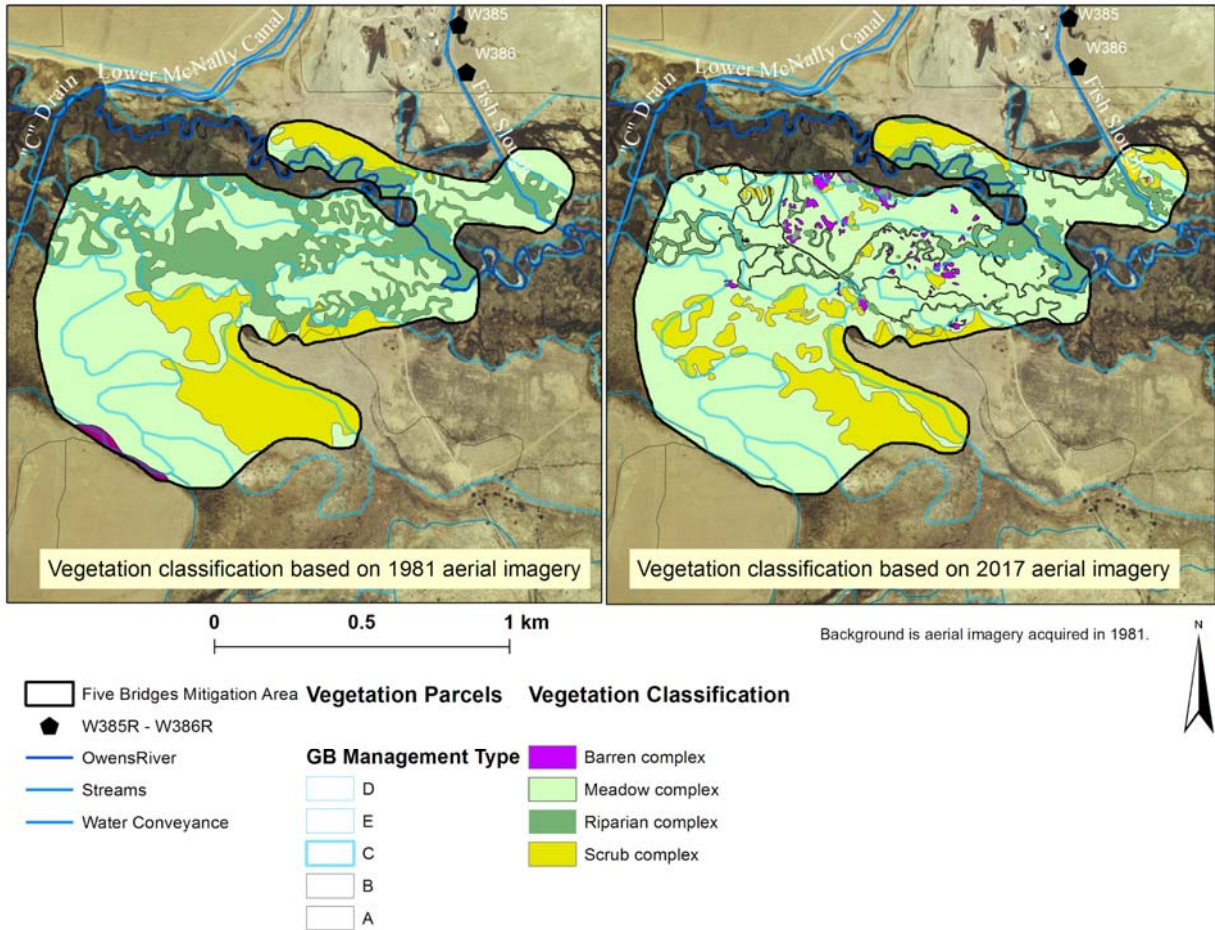 W385
W386
Lower McNally Canal
"C" Drain
Fish Slough
Vegetation classification based on 1981 aerial imagery
W385
W386
Lower McNally Canal
"C" Drain
Fish Slough
Vegetation classification based on 2017 aerial imagery
0 0.5 1 km
Background is aerial imagery acquired in 1981.
N
Five Bridges Mitigation Area
W385R - W386R
OwensRiver
Streams
Water Conveyance
Vegetation Parcels
GB Management Type
D
E
C
B
A
Vegetation Classification
Barren complex
Meadow complex
Riparian complex
Scrub complex